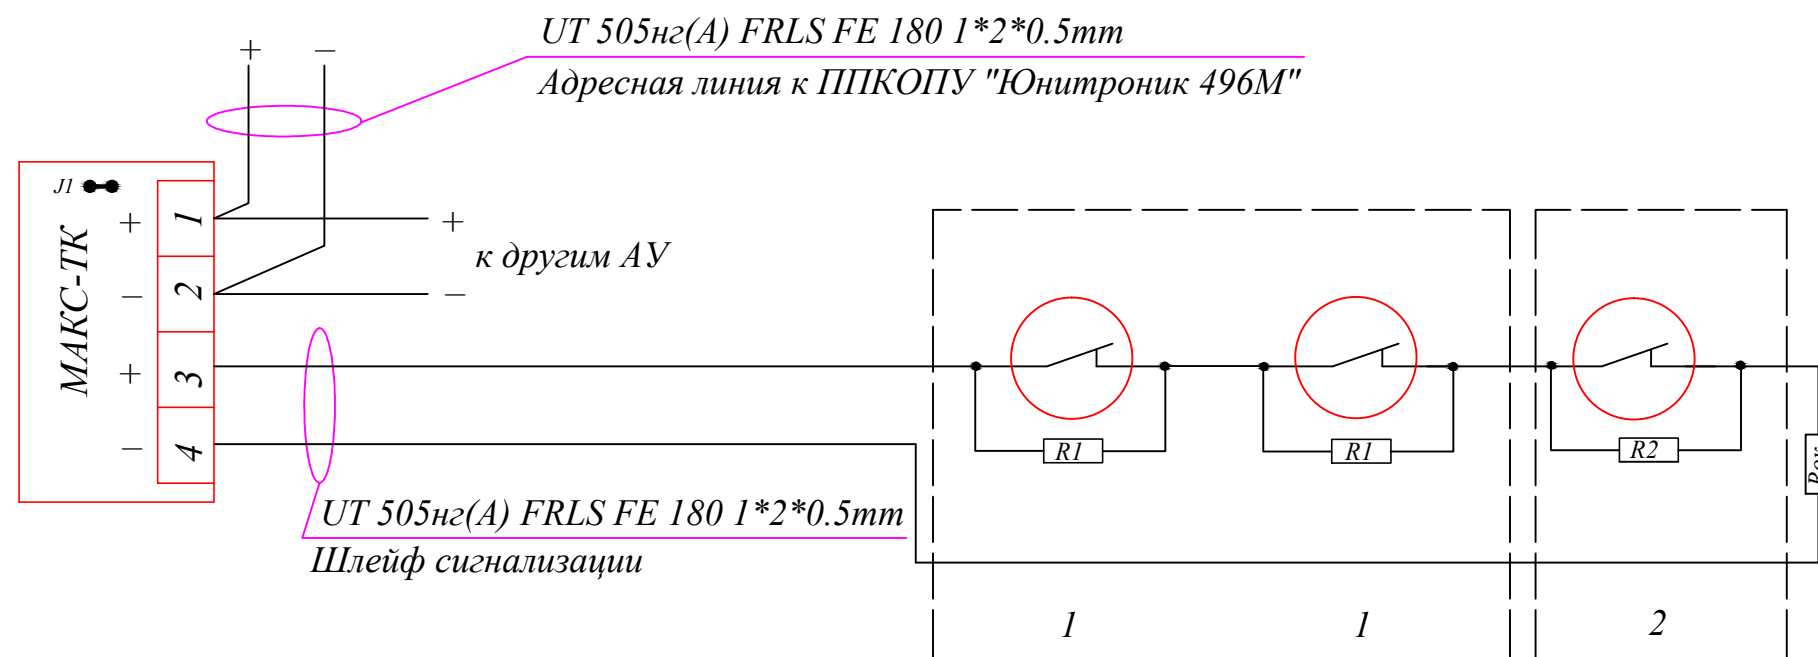 UT 505нг(А) FRLS FE 180 1*2*0.5mm
Адресная линия к ППКОПУ "Юнитроник 496М"
+ –
J1
МАКС-ТК
+ 1 +
к другим АУ
– 2 –
+ 3
– 4
R1 R1 R2
UT 505нг(А) FRLS FE 180 1*2*0.5mm
Шлейф сигнализации
1 1 2